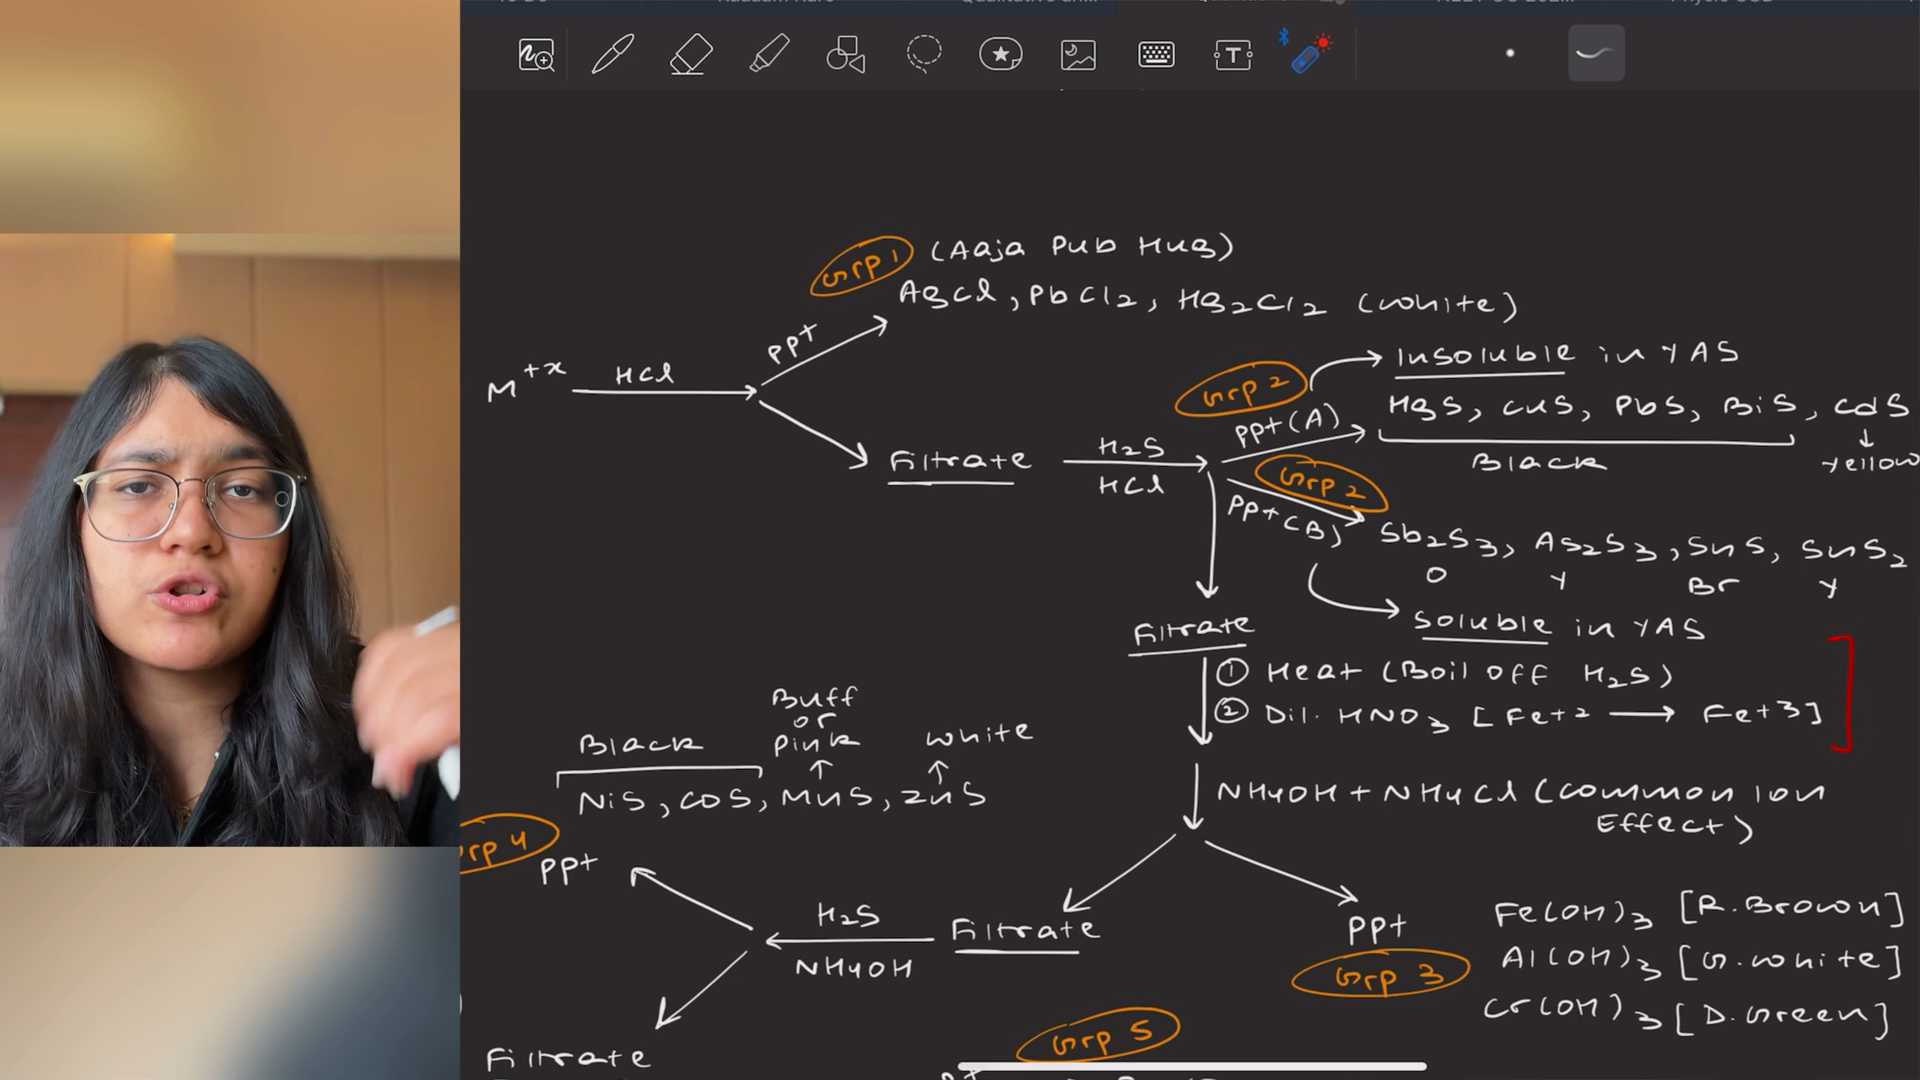 Grp 1 (Aaja Pub Hug)
AgCl, PbCl2, Hg2Cl2 (White)
M+x HCl PPt
Grp 2 Insoluble in YAS
PPt(A) HgS, CuS, PbS, BiS, CdS
Black Yellow
Filtrate H2S HCl
Grp 2
PPt(B) Sb2S3, As2S3, SnS, SnS2
O Y Br Y
Soluble in YAS
Filtrate
① Heat (Boil off H2S)
② Dil. HNO3 [Fe+2 → Fe+3]
NH4OH + NH4Cl (Common Ion
Effect)
Buff
or
Black Pink White
NiS, COS, MnS, ZnS
Grp 4
PPt
H2S
NH4OH
Filtrate
PPt
Grp 3
Fe(OH)3 [R.Brown]
Al(OH)3 [G.White]
Cr(OH)3 [D.Green]
Filtrate
Grp 5